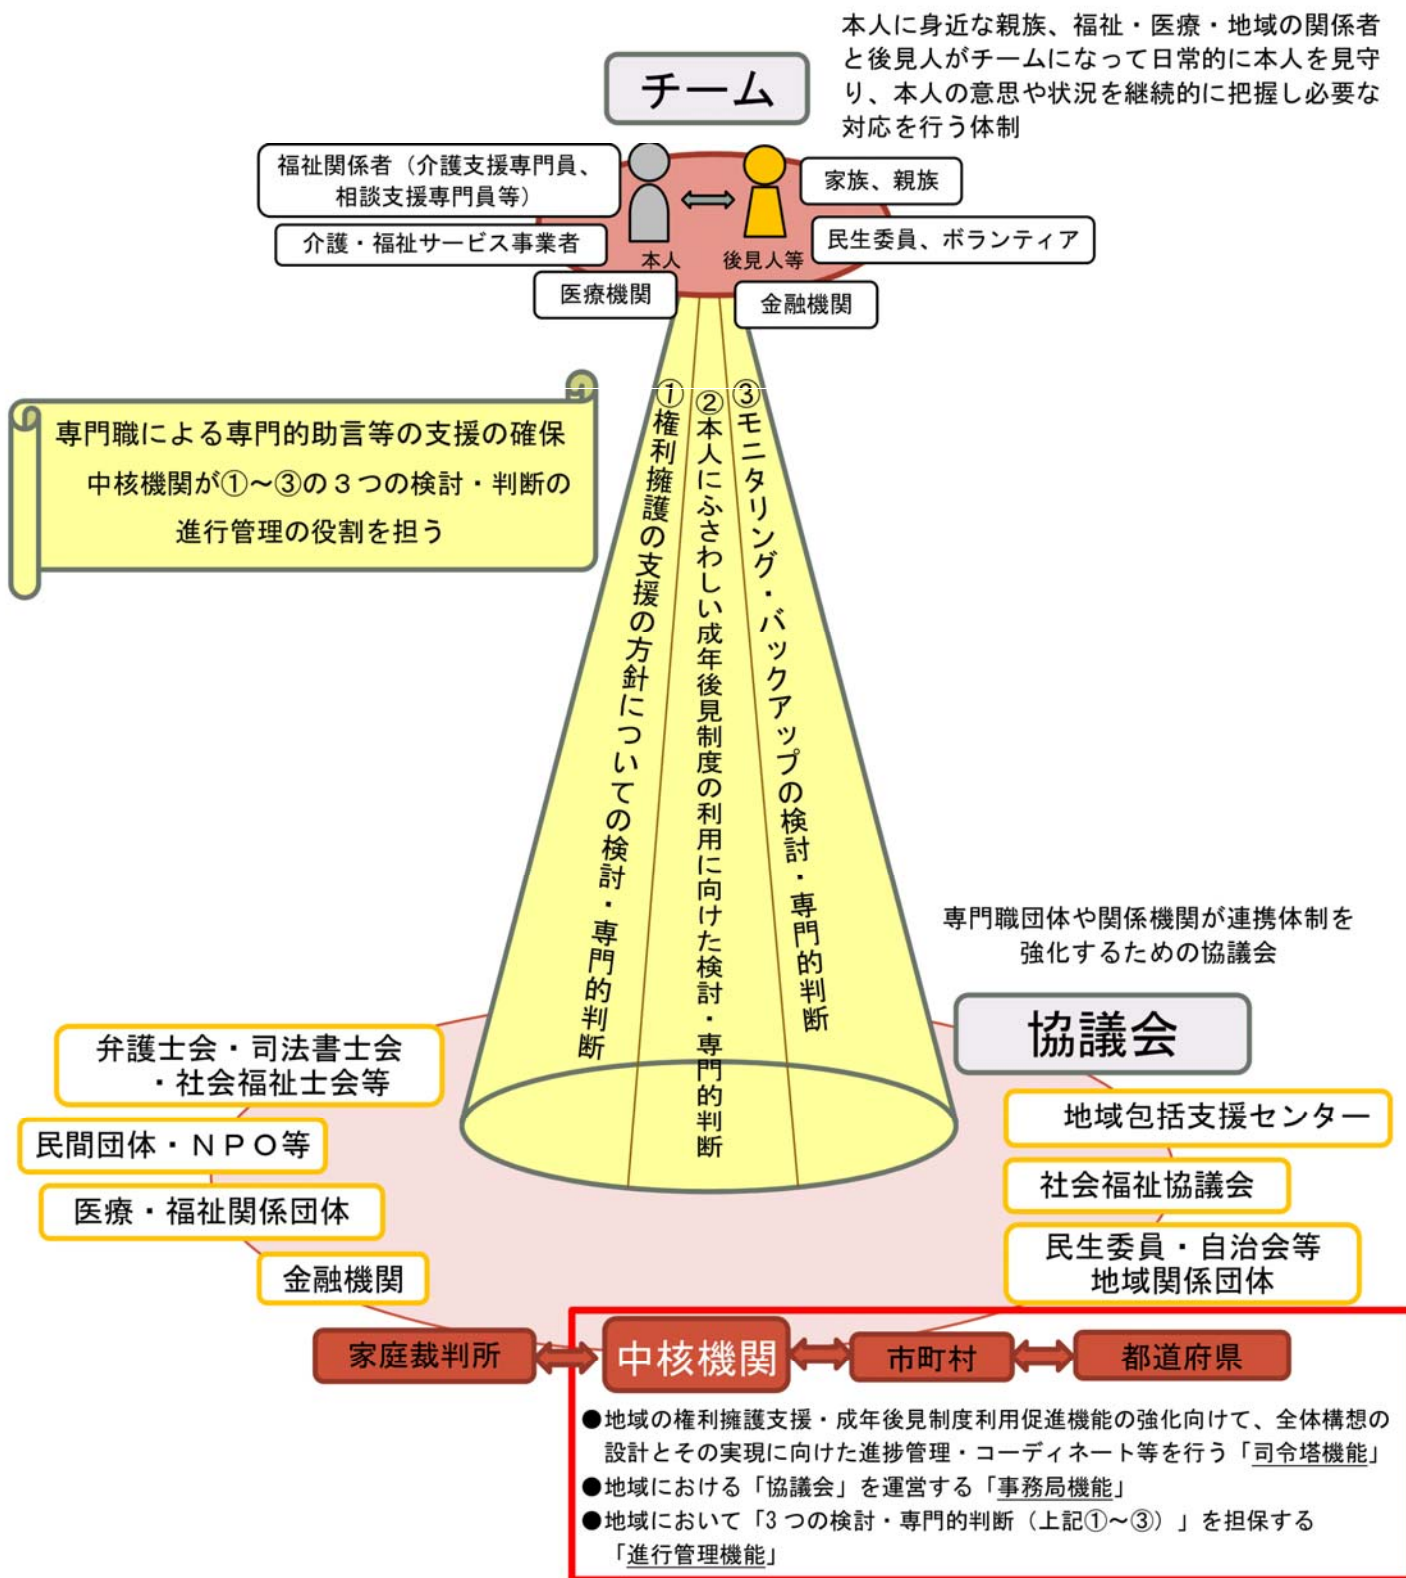 本人に身近な親族、福祉・医療・地域の関係者
と後見人がチームになって日常的に本人を見守
り、本人の意思や状況を継続的に把握し必要な
対応を行う体制
チーム
福祉関係者（介護支援専門員、
相談支援専門員等）
家族、親族
介護・福祉サービス事業者
民生委員、ボランティア
本人
後見人等
医療機関
金融機関
専門職による専門的助言等の支援の確保
中核機関が①～③の３つの検討・判断の
進行管理の役割を担う
①権利擁護の支援の方針についての検討・専門的判断
②本人にふさわしい成年後見制度の利用に向けた検討・専門的判断
③モニタリング・バックアップの検討・専門的判断
専門職団体や関係機関が連携体制を
強化するための協議会
協議会
弁護士会・司法書士会
・社会福祉士会等
民間団体・ＮＰＯ等
医療・福祉関係団体
金融機関
地域包括支援センター
社会福祉協議会
民生委員・自治会等
地域関係団体
家庭裁判所
中核機関
市町村
都道府県
●地域の権利擁護支援・成年後見制度利用促進機能の強化向けて、全体構想の
設計とその実現に向けた進捗管理・コーディネート等を行う「司令塔機能」
●地域における「協議会」を運営する「事務局機能」
●地域において「3つの検討・専門的判断（上記①～③）」を担保する
「進行管理機能」